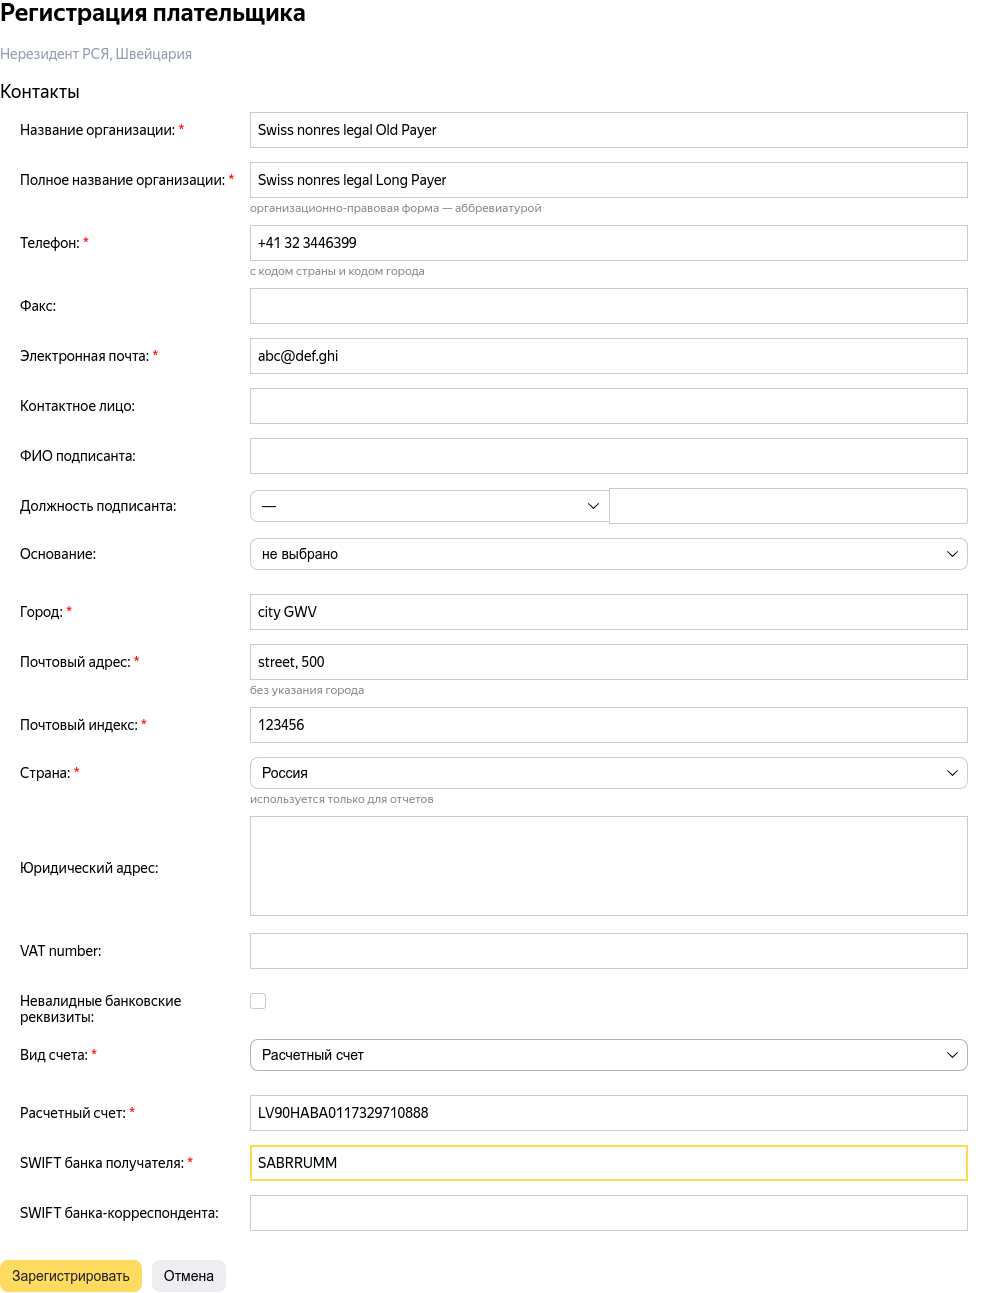 Регистрация плательщика
Нерезидент РСЯ, Швейцария
Контакты
Название организации: * Swiss nonres legal Old Payer
Полное название организации: * Swiss nonres legal Long Payer
организационно-правовая форма — аббревиатурой
Телефон: * +41 32 3446399
с кодом страны и кодом города
Факс:
Электронная почта: * abc@def.ghi
Контактное лицо:
ФИО подписанта:
Должность подписанта: —
Основание: не выбрано
Город: * city GWV
Почтовый адрес: * street, 500
без указания города
Почтовый индекс: * 123456
Страна: * Россия
используется только для отчетов
Юридический адрес:
VAT number:
Невалидные банковские
реквизиты:
Вид счета: * Расчетный счет
Расчетный счет: * LV90HABA0117329710888
SWIFT банка получателя: * SABRRUMM
SWIFT банка-корреспондента:
Зарегистрировать Отмена